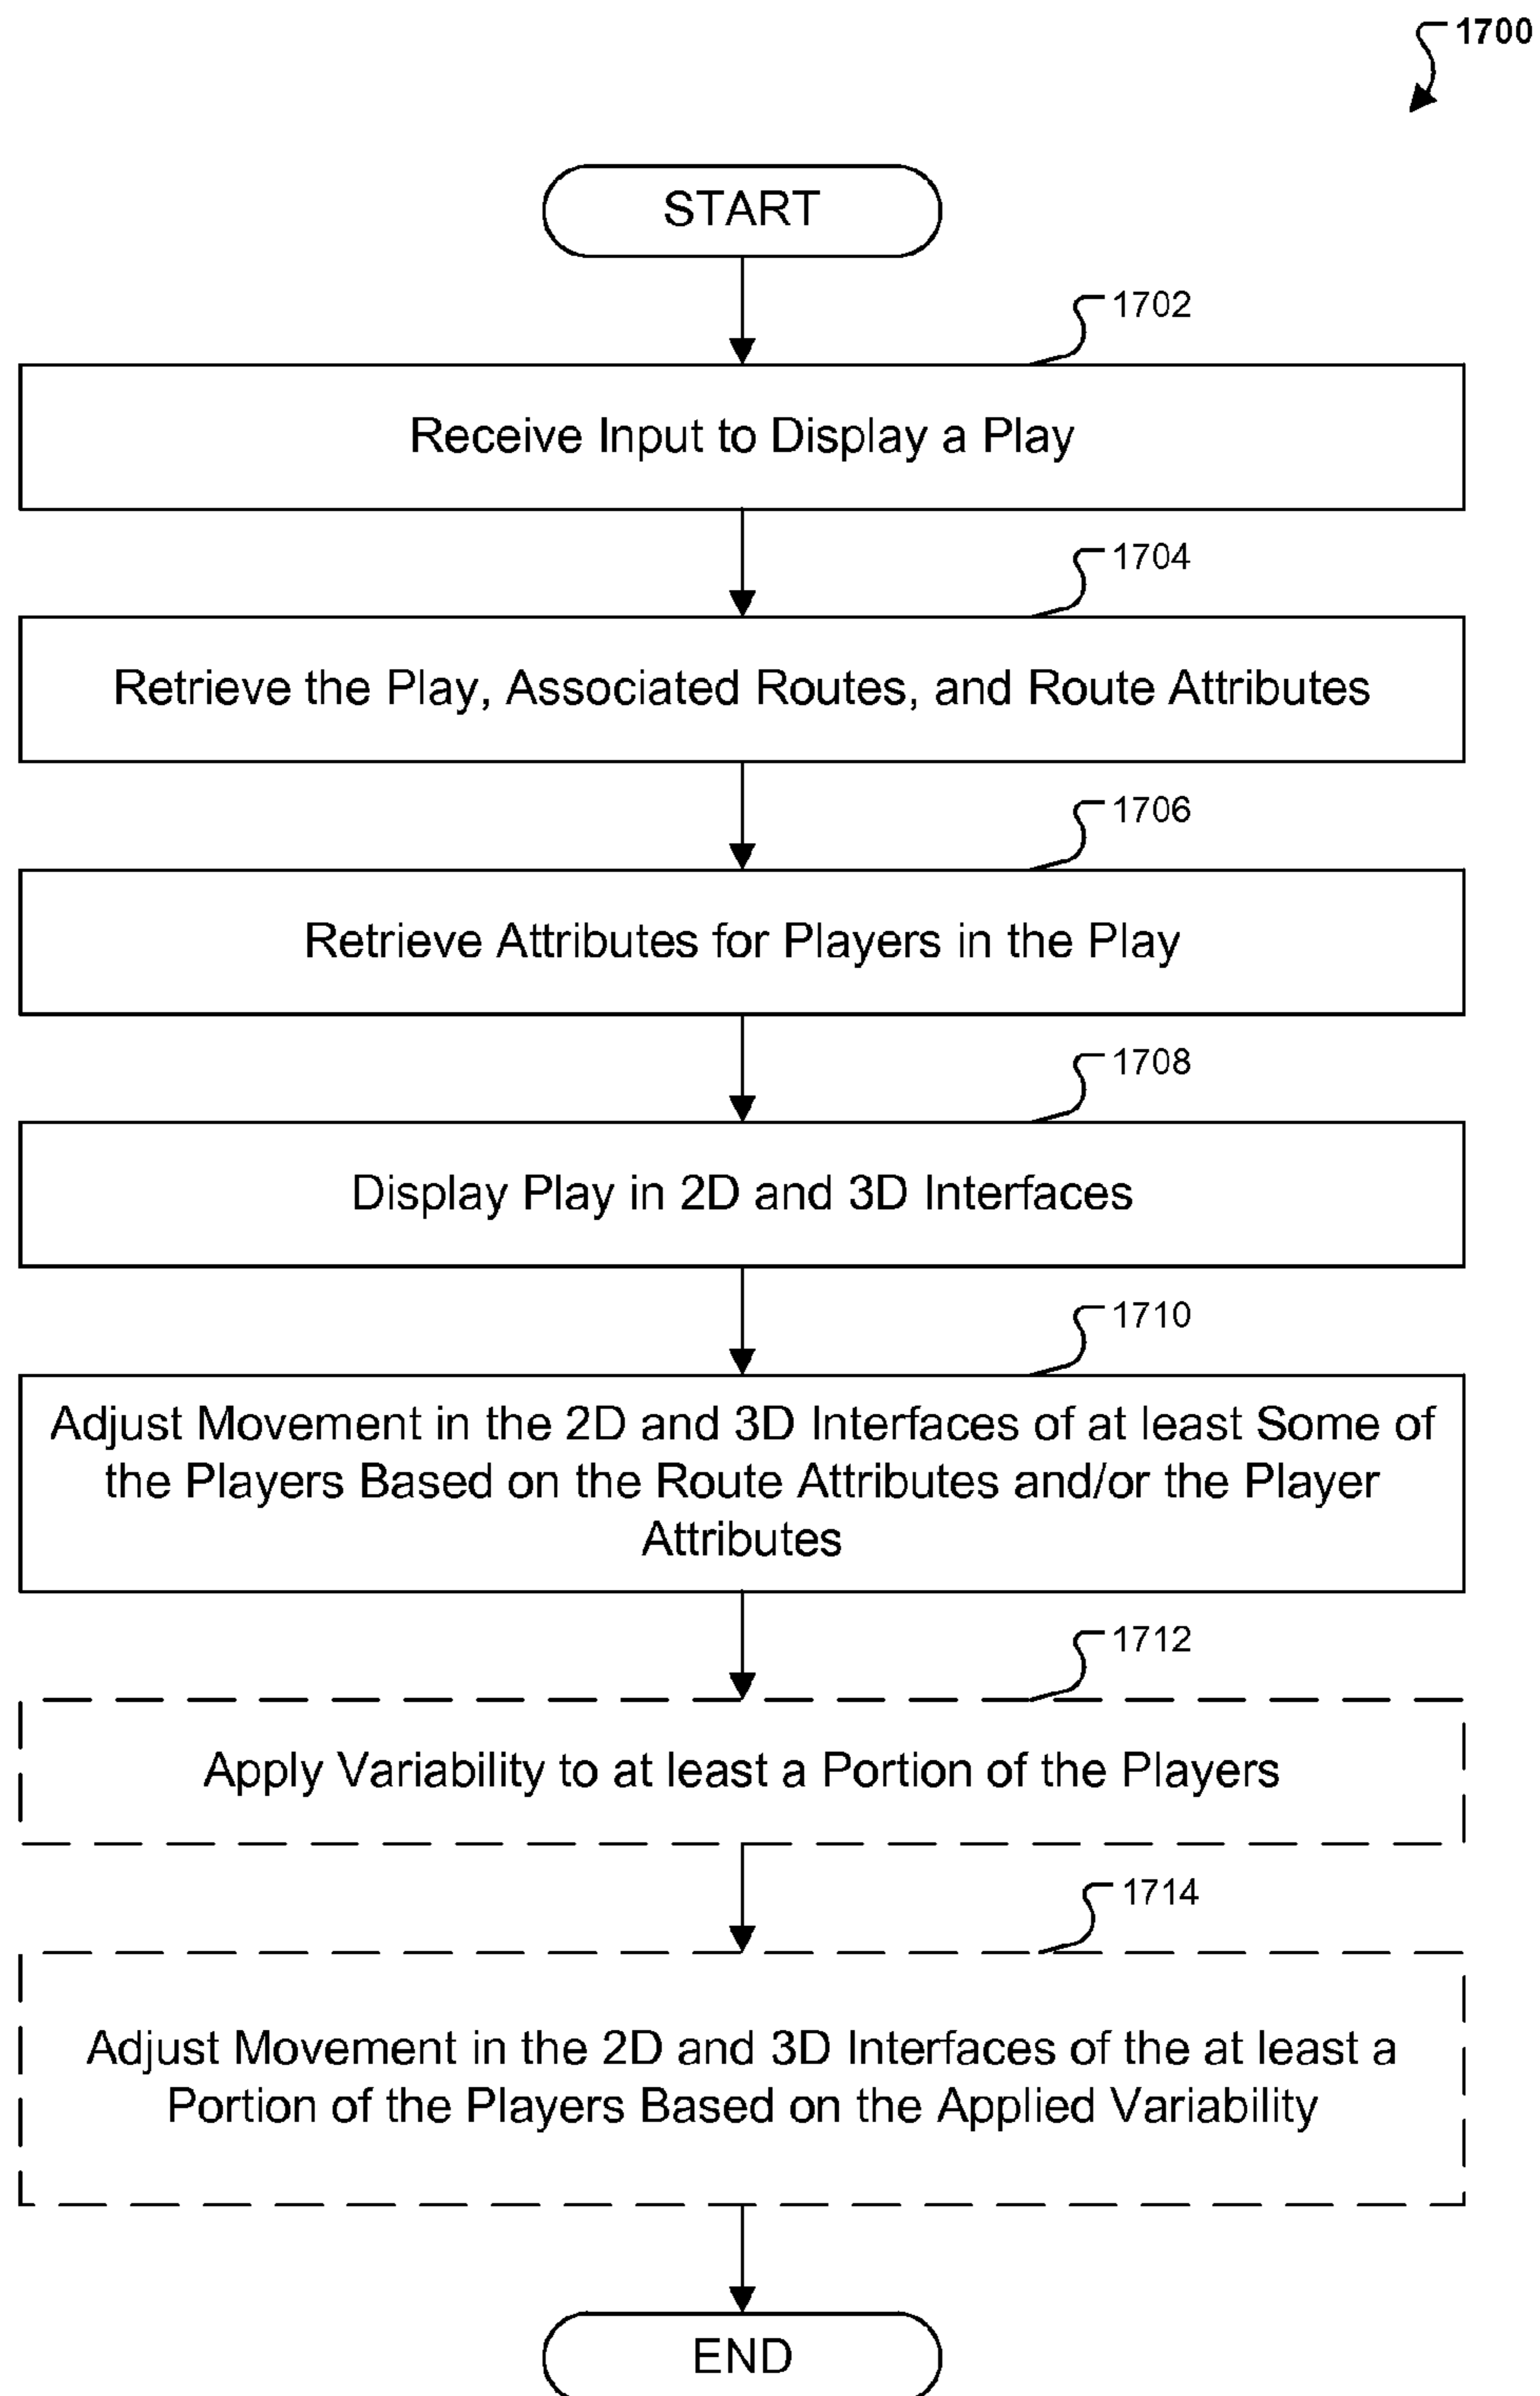 1700
START
1702
Receive Input to Display a Play
1704
Retrieve the Play, Associated Routes, and Route Attributes
1706
Retrieve Attributes for Players in the Play
1708
Display Play in 2D and 3D Interfaces
1710
Adjust Movement in the 2D and 3D Interfaces of at least Some of
the Players Based on the Route Attributes and/or the Player
Attributes
1712
Apply Variability to at least a Portion of the Players
1714
Adjust Movement in the 2D and 3D Interfaces of the at least a
Portion of the Players Based on the Applied Variability
END